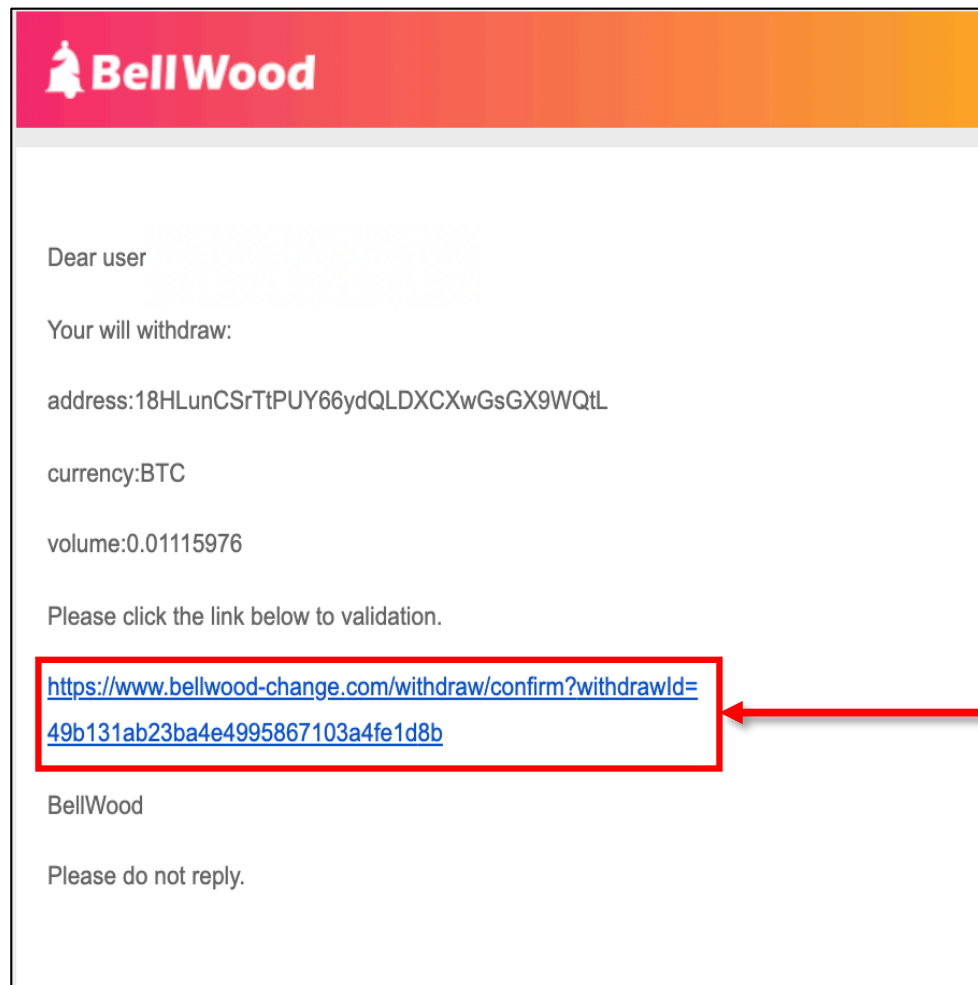 BellWood
Dear user
Your will withdraw:
address:18HLunCSrTtPUY66ydQLDXCXwGsGX9WQtL
currency:BTC
volume:0.01115976
Please click the link below to validation.
https://www.bellwood-change.com/withdraw/confirm?withdrawId=
49b131ab23ba4e4995867103a4fe1d8b
BellWood
Please do not reply.